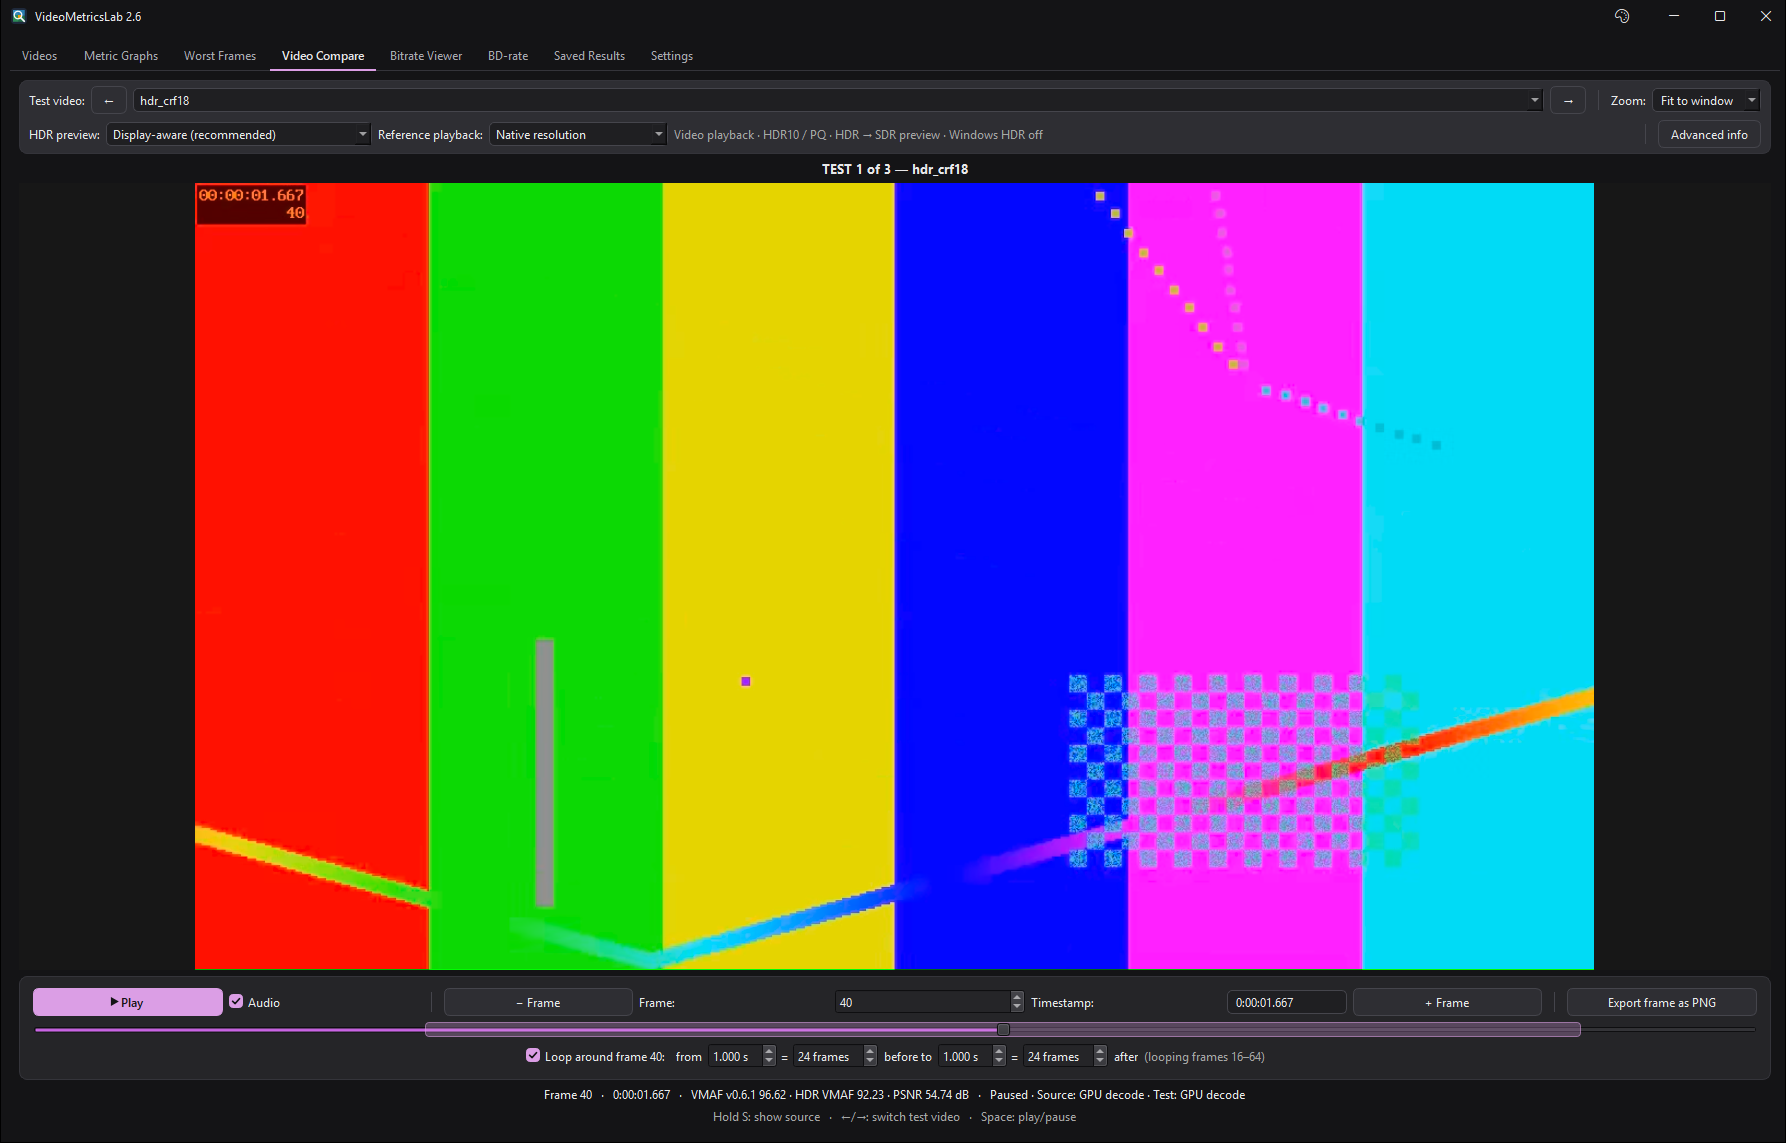 VideoMetricsLab 2.6
Videos Metric Graphs Worst Frames Video Compare Bitrate Viewer BD-rate Saved Results Settings
Test video: ← hdr_crf18 → Zoom: Fit to window
HDR preview: Display-aware (recommended) Reference playback: Native resolution Video playback · HDR10 / PQ · HDR → SDR preview · Windows HDR off Advanced info
TEST 1 of 3 — hdr_crf18
00:00:01.667
40
Play Audio − Frame Frame: 40 Timestamp: 0:00:01.667 + Frame Export frame as PNG
Loop around frame 40: from 1.000 s = 24 frames before to 1.000 s = 24 frames after (looping frames 16–64)
Frame 40 · 0:00:01.667 · VMAF v0.6.1 96.62 · HDR VMAF 92.23 · PSNR 54.74 dB · Paused · Source: GPU decode · Test: GPU decode
Hold S: show source · ←/→: switch test video · Space: play/pause